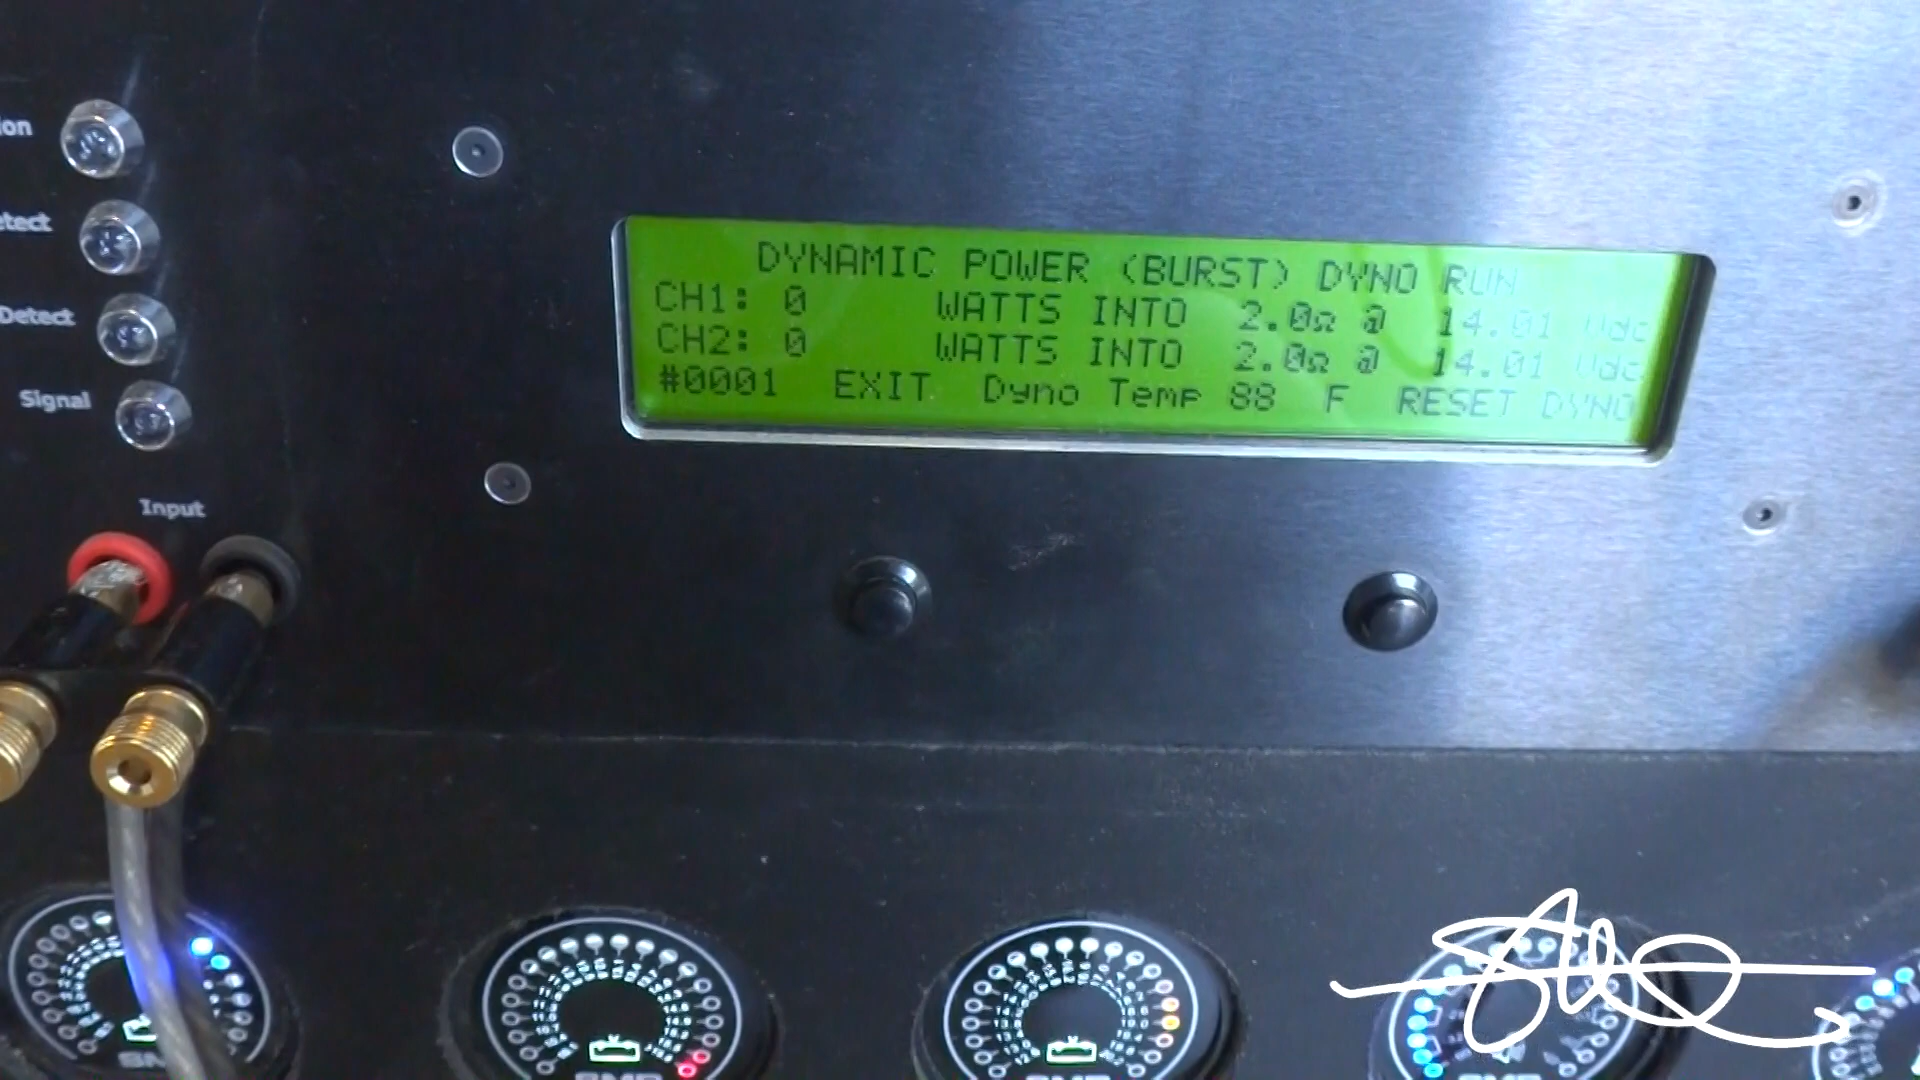 DYNAMIC POWER (BURST) DYNO RUN
CH1: 0 WATTS INTO 2.0Ω @ 14.01 Vdc
CH2: 0 WATTS INTO 2.0Ω @ 14.01 Vdc
#0001 EXIT Dyno Temp 88 F RESET DYNO
ion
etect
Detect
Signal
Input